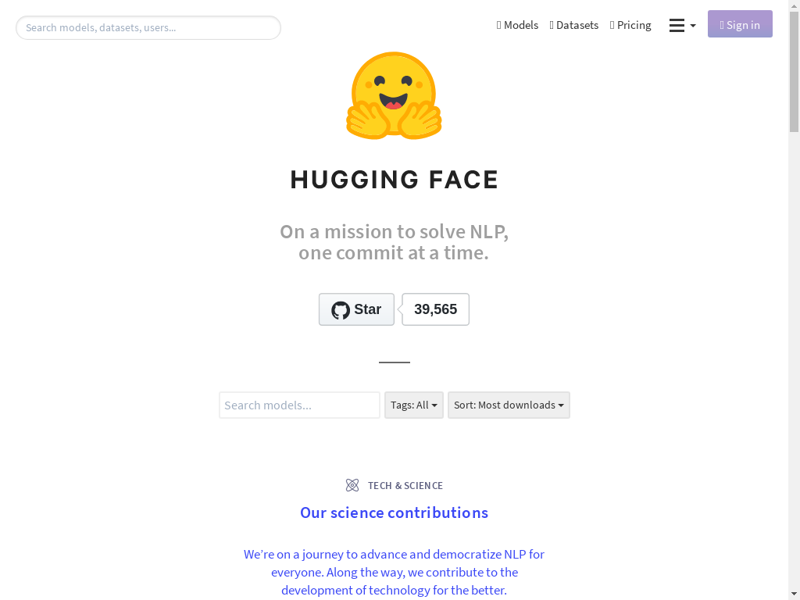 Search models, datasets, users...
Models
Datasets
Pricing
Sign in
HUGGING FACE
On a mission to solve NLP,
one commit at a time.
Star
39,565
Search models...
Tags: All
Sort: Most downloads
TECH & SCIENCE
Our science contributions
We’re on a journey to advance and democratize NLP for
everyone. Along the way, we contribute to the
development of technology for the better.